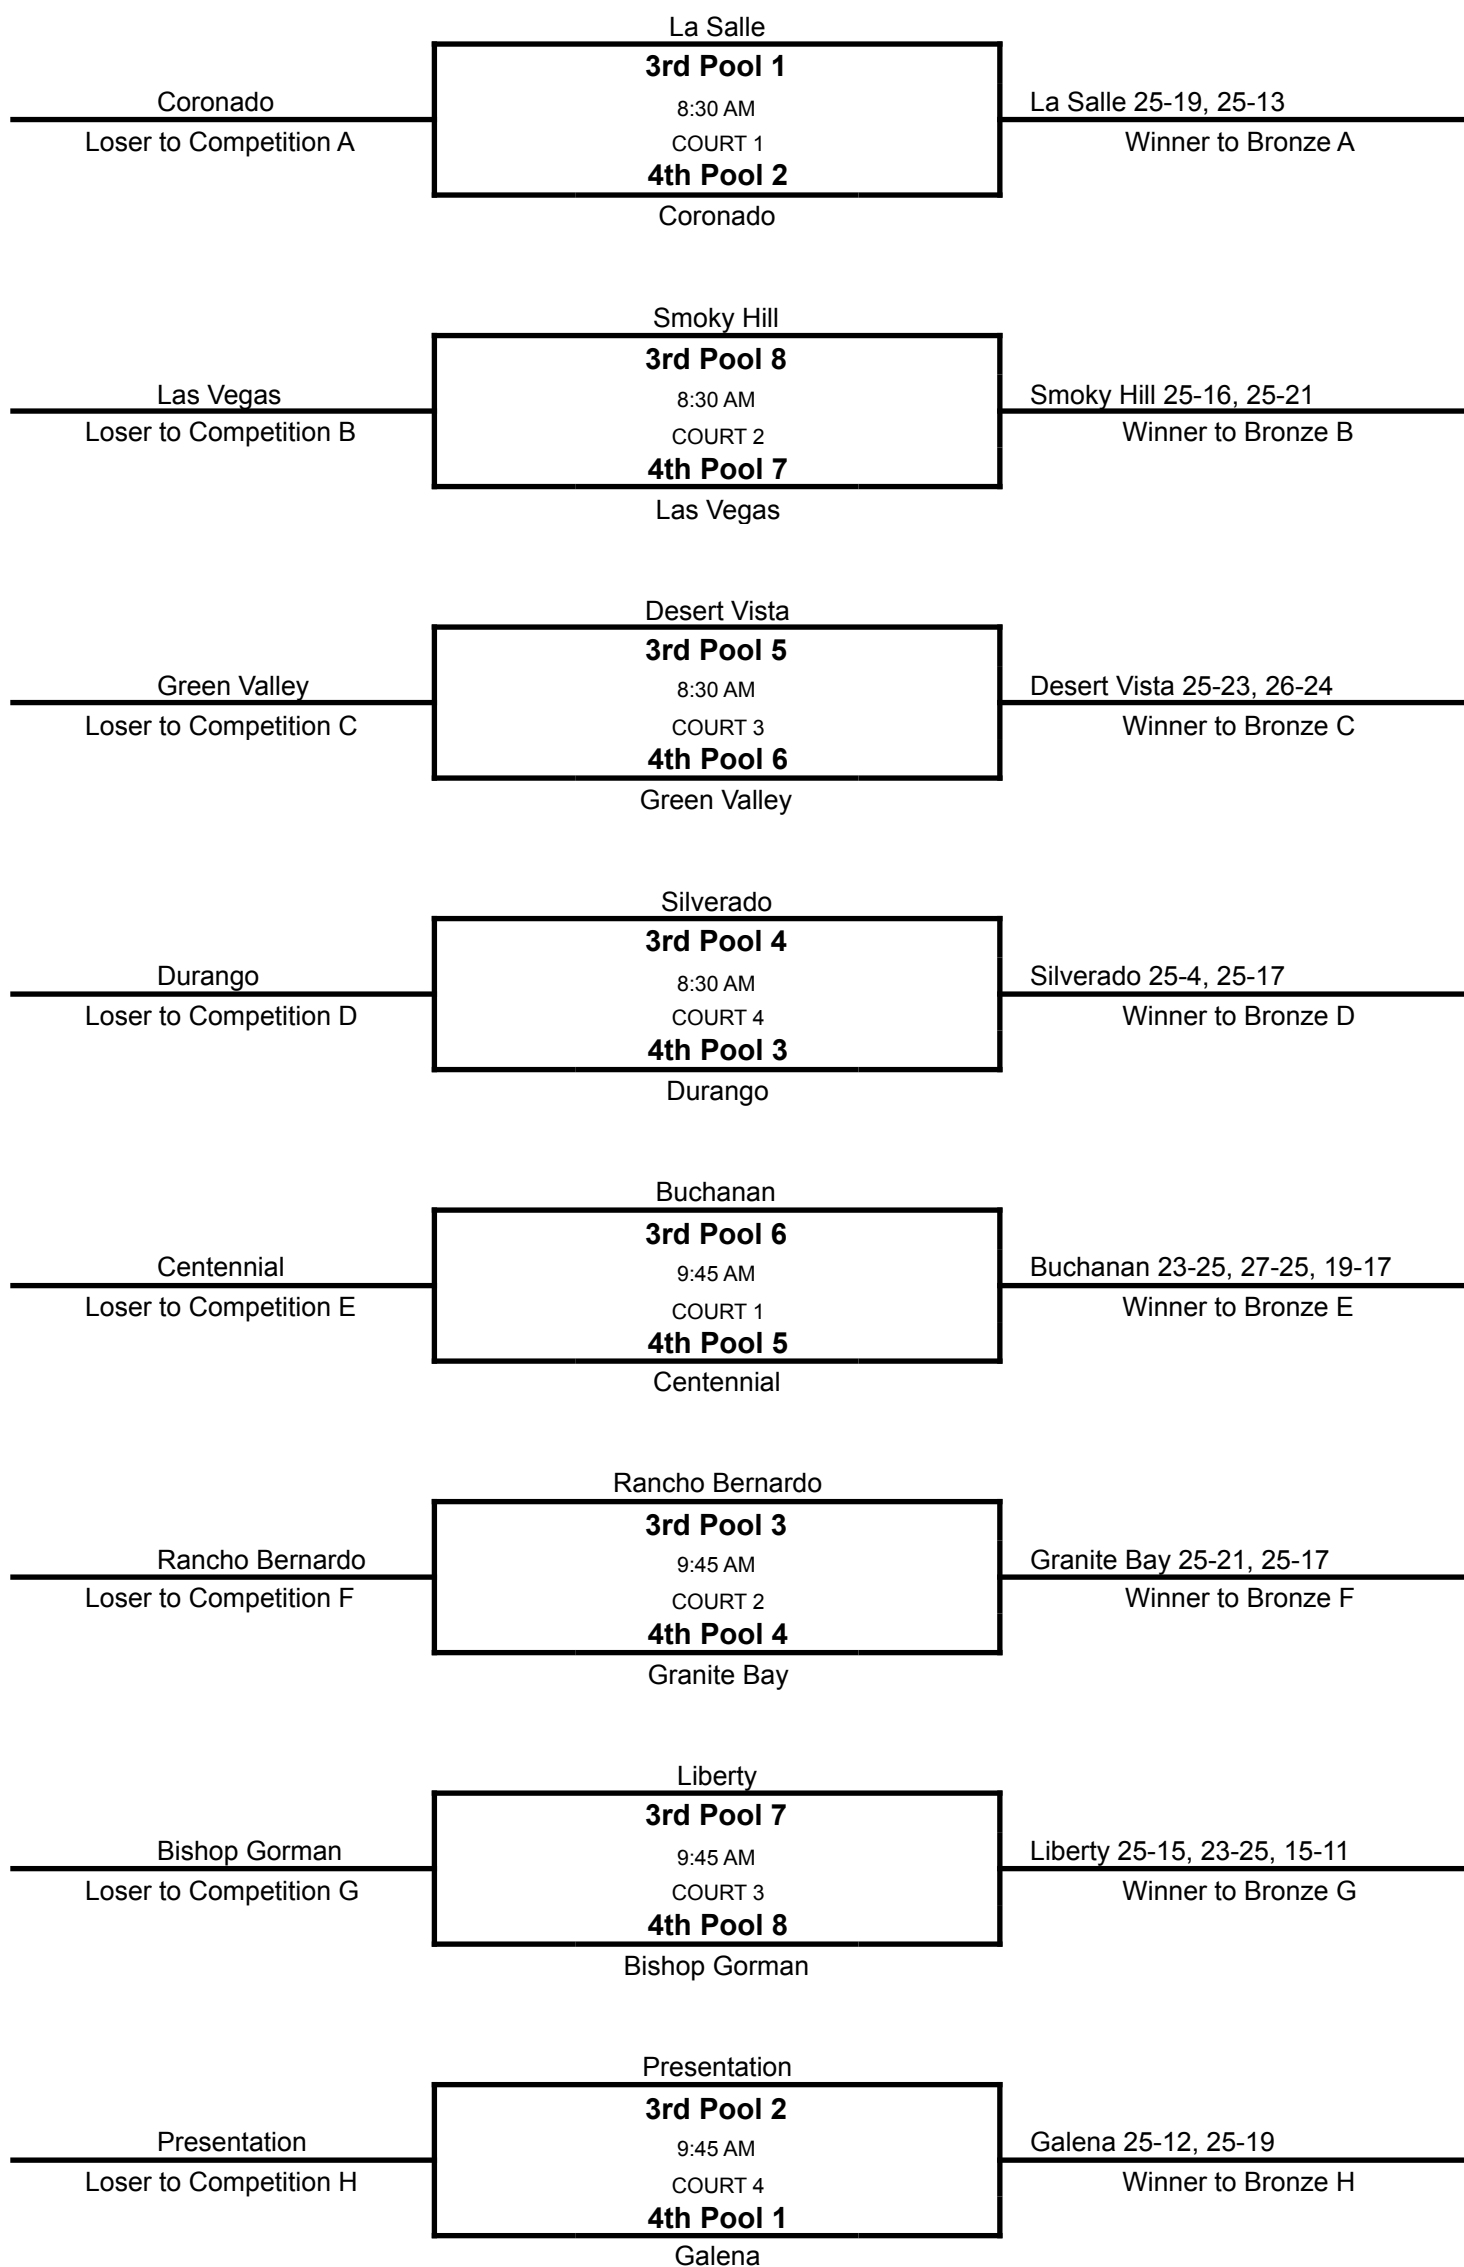 La Salle
3rd Pool 1
Coronado
8:30 AM
La Salle 25-19, 25-13
Loser to Competition A
COURT 1
Winner to Bronze A
4th Pool 2
Coronado
Smoky Hill
3rd Pool 8
Las Vegas
8:30 AM
Smoky Hill 25-16, 25-21
Loser to Competition B
COURT 2
Winner to Bronze B
4th Pool 7
Las Vegas
Desert Vista
3rd Pool 5
Green Valley
8:30 AM
Desert Vista 25-23, 26-24
Loser to Competition C
COURT 3
Winner to Bronze C
4th Pool 6
Green Valley
Silverado
3rd Pool 4
Durango
8:30 AM
Silverado 25-4, 25-17
Loser to Competition D
COURT 4
Winner to Bronze D
4th Pool 3
Durango
Buchanan
3rd Pool 6
Centennial
9:45 AM
Buchanan 23-25, 27-25, 19-17
Loser to Competition E
COURT 1
Winner to Bronze E
4th Pool 5
Centennial
Rancho Bernardo
3rd Pool 3
Rancho Bernardo
9:45 AM
Granite Bay 25-21, 25-17
Loser to Competition F
COURT 2
Winner to Bronze F
4th Pool 4
Granite Bay
Liberty
3rd Pool 7
Bishop Gorman
9:45 AM
Liberty 25-15, 23-25, 15-11
Loser to Competition G
COURT 3
Winner to Bronze G
4th Pool 8
Bishop Gorman
Presentation
3rd Pool 2
Presentation
9:45 AM
Galena 25-12, 25-19
Loser to Competition H
COURT 4
Winner to Bronze H
4th Pool 1
Galena